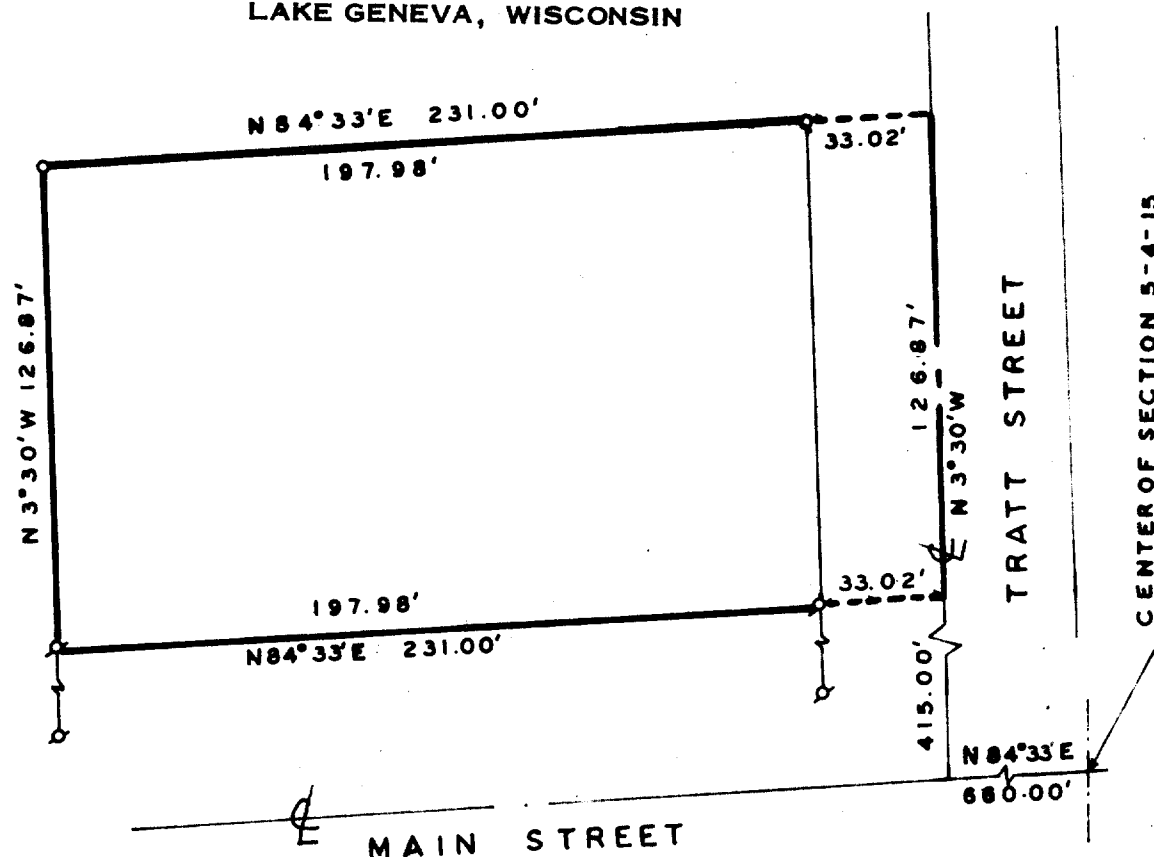 LAKE GENEVA, WISCONSIN
N 84° 33' E 231.00'
197.98'
33.02'
N 3° 30' W 126.87'
126.87'
N 3° 30' W
TRATT STREET
CENTER OF SECTION 5-4-15
33.02'
197.98'
N 84° 33' E 231.00'
415.00'
N 84° 33' E
660.00'
MAIN STREET